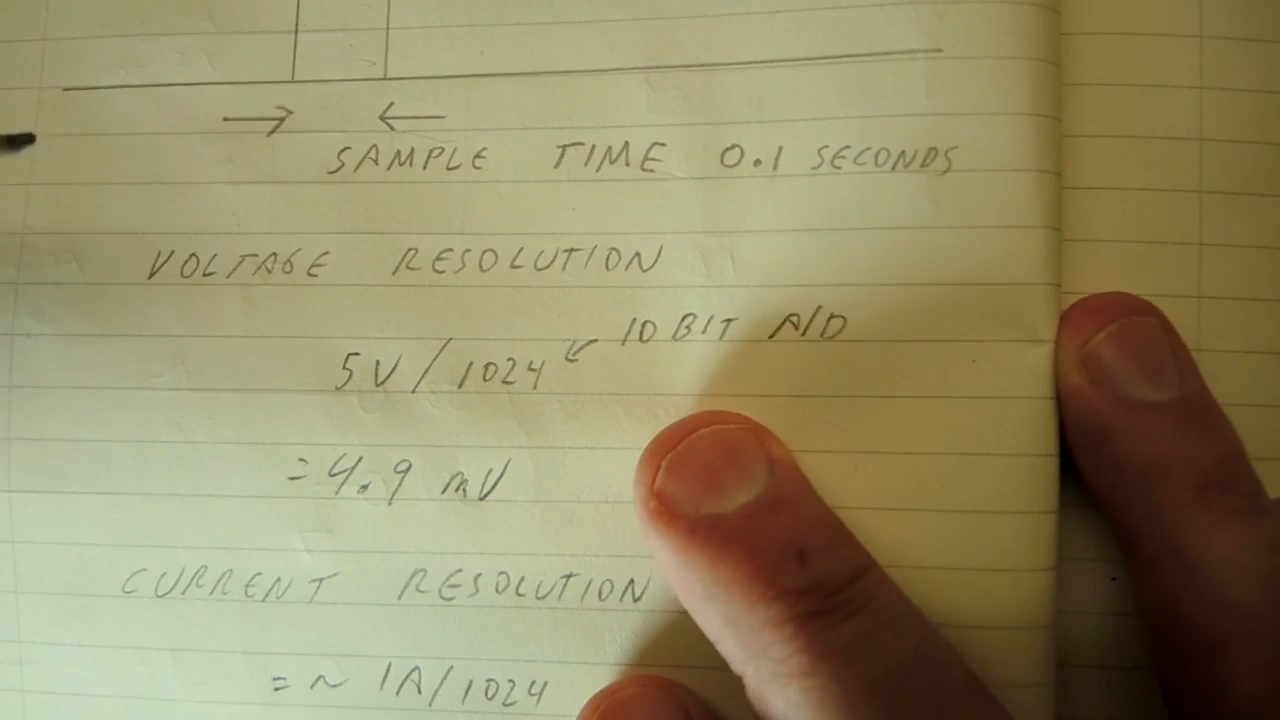 SAMPLE TIME 0.1 SECONDS
VOLTAGE RESOLUTION
10 BIT A/D
5V/1024
=4.9 mV
CURRENT RESOLUTION
=~ 1A/1024